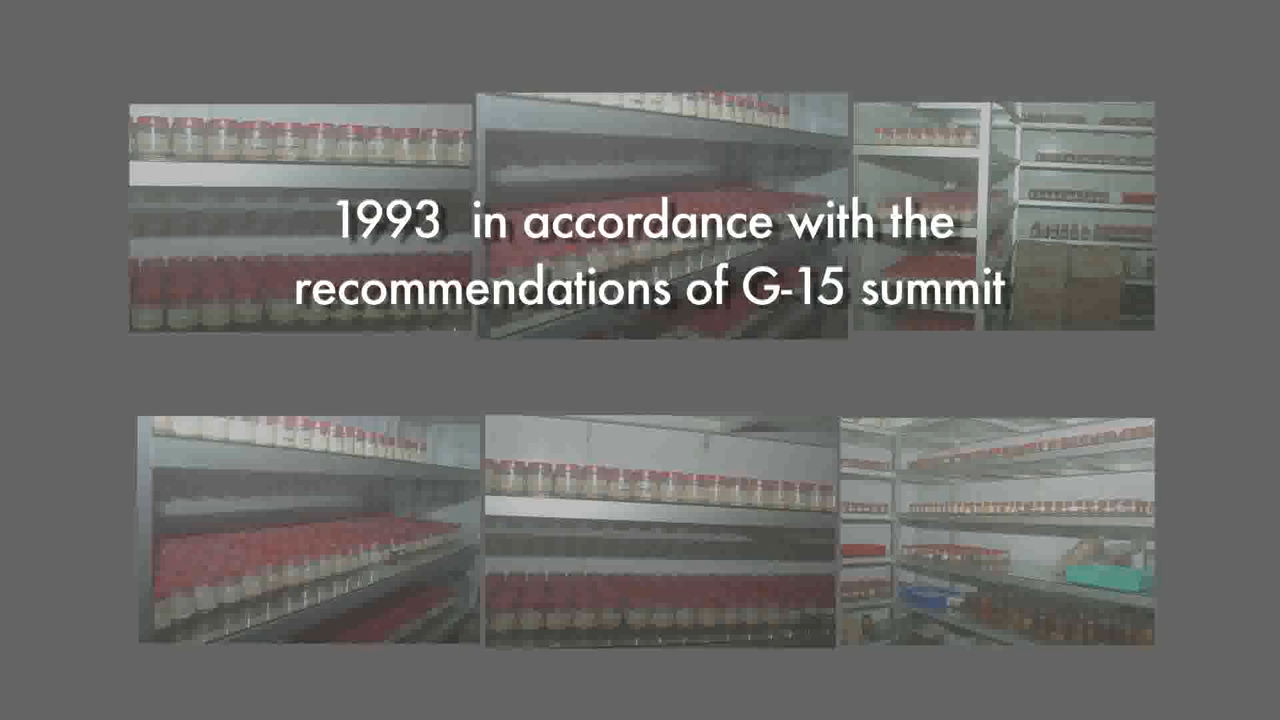 1993  in accordance with the
recommendations of G-15 summit